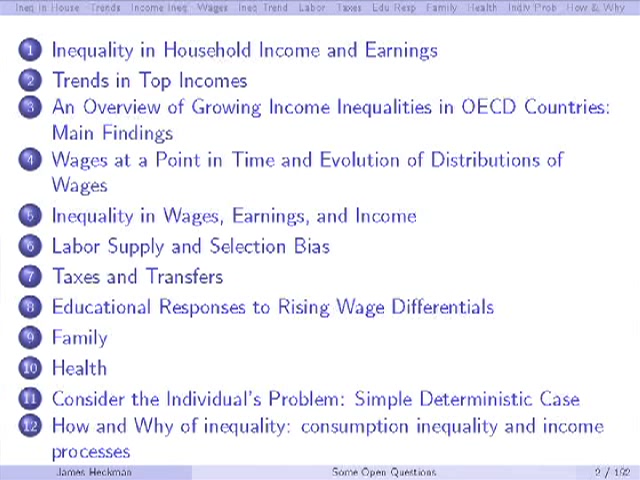 Ineq in House Trends Income Ineq Wages Ineq Trend Labor Taxes Edu Resp Family Health Indiv Prob How & Why
1 Inequality in Household Income and Earnings
2 Trends in Top Incomes
3 An Overview of Growing Income Inequalities in OECD Countries:
Main Findings
4 Wages at a Point in Time and Evolution of Distributions of
Wages
5 Inequality in Wages, Earnings, and Income
6 Labor Supply and Selection Bias
7 Taxes and Transfers
8 Educational Responses to Rising Wage Differentials
9 Family
10 Health
11 Consider the Individual's Problem: Simple Deterministic Case
12 How and Why of inequality: consumption inequality and income
processes
James Heckman Some Open Questions 2 / 192